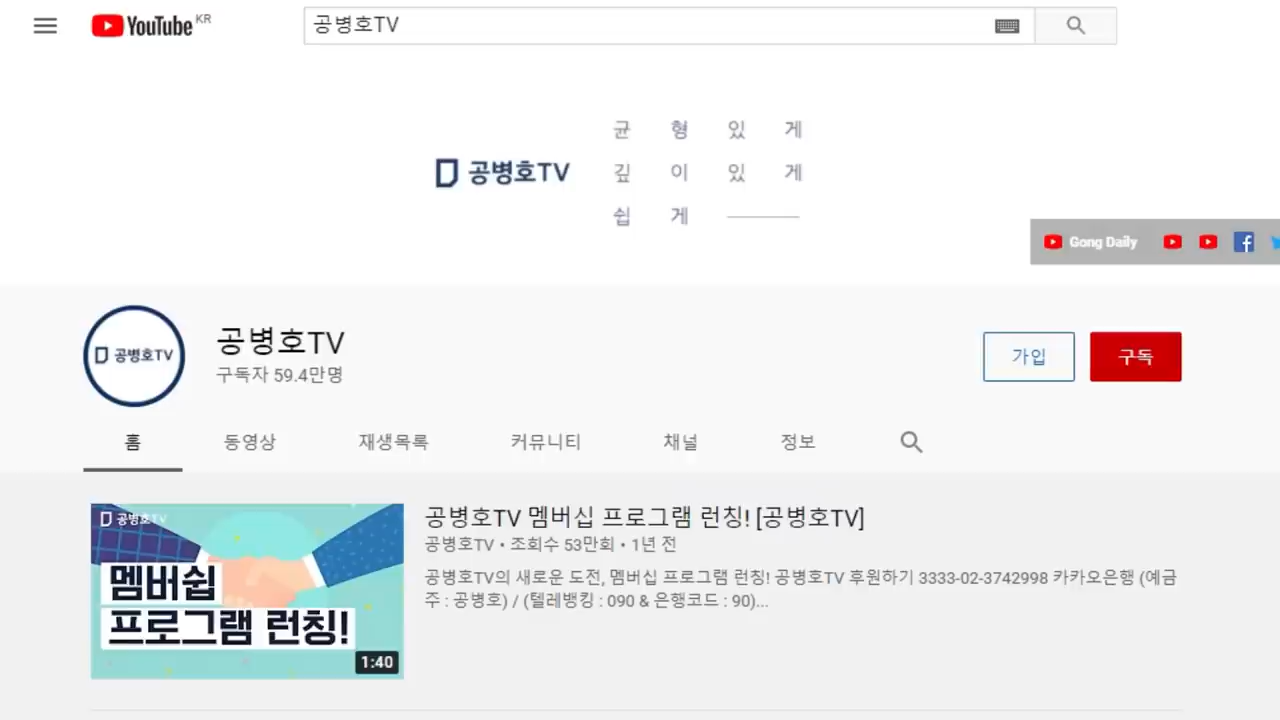 YouTube KR
공병호TV
균 형 있 게
공병호TV
깊 이 있 게
쉽 게
Gong Daily
공병호TV
공병호TV
구독자 59.4만명
가입
구독
홈 동영상 재생목록 커뮤니티 채널 정보
공병호TV
멤버쉽
프로그램 런칭!
1:40
공병호TV 멤버십 프로그램 런칭! [공병호TV]
공병호TV • 조회수 53만회 • 1년 전
공병호TV의 새로운 도전, 멤버십 프로그램 런칭! 공병호TV 후원하기 3333-02-3742998 카카오은행 (예금
주 : 공병호) / (텔레뱅킹 : 090 & 은행코드 : 90)...